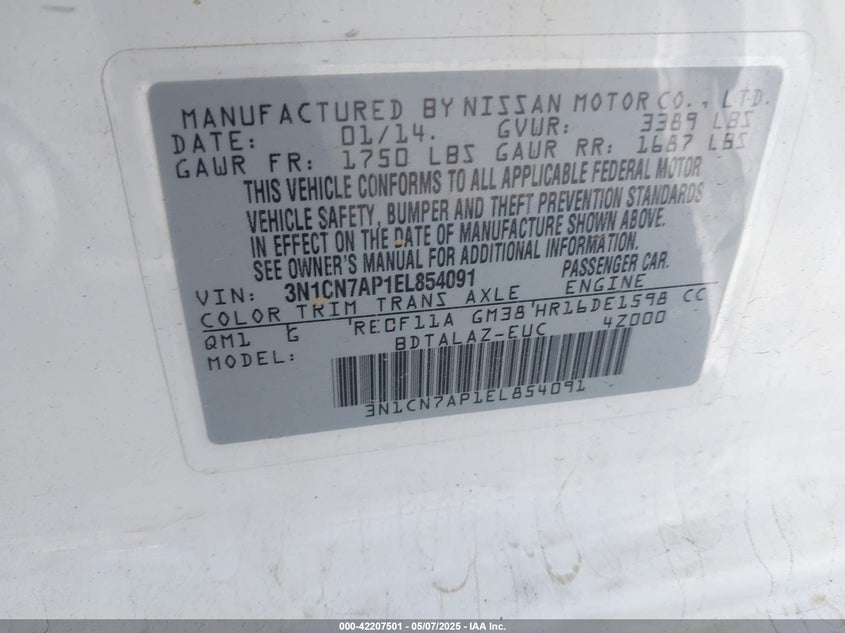 MANUFACTURED BY NISSAN MOTOR CO., LTD.
DATE: 01/14. GVWR: 3389 LBS
GAWR FR: 1750 LBS GAWR RR: 1687 LBS
THIS VEHICLE CONFORMS TO ALL APPLICABLE FEDERAL MOTOR
VEHICLE SAFETY, BUMPER AND THEFT PREVENTION STANDARDS
IN EFFECT ON THE DATE OF MANUFACTURE SHOWN ABOVE.
SEE OWNER'S MANUAL FOR ADDITIONAL INFORMATION.
VIN: 3N1CN7AP1EL854091 PASSENGER CAR.
COLOR TRIM TRANS AXLE ENGINE
QM1 G RE0F11A GM38 HR16DE1598 CC
MODEL: BDTALAZ-EUC 4Z000
3N1CN7AP1EL854091
000-42207501 - 05/07/2025 - IAA Inc.